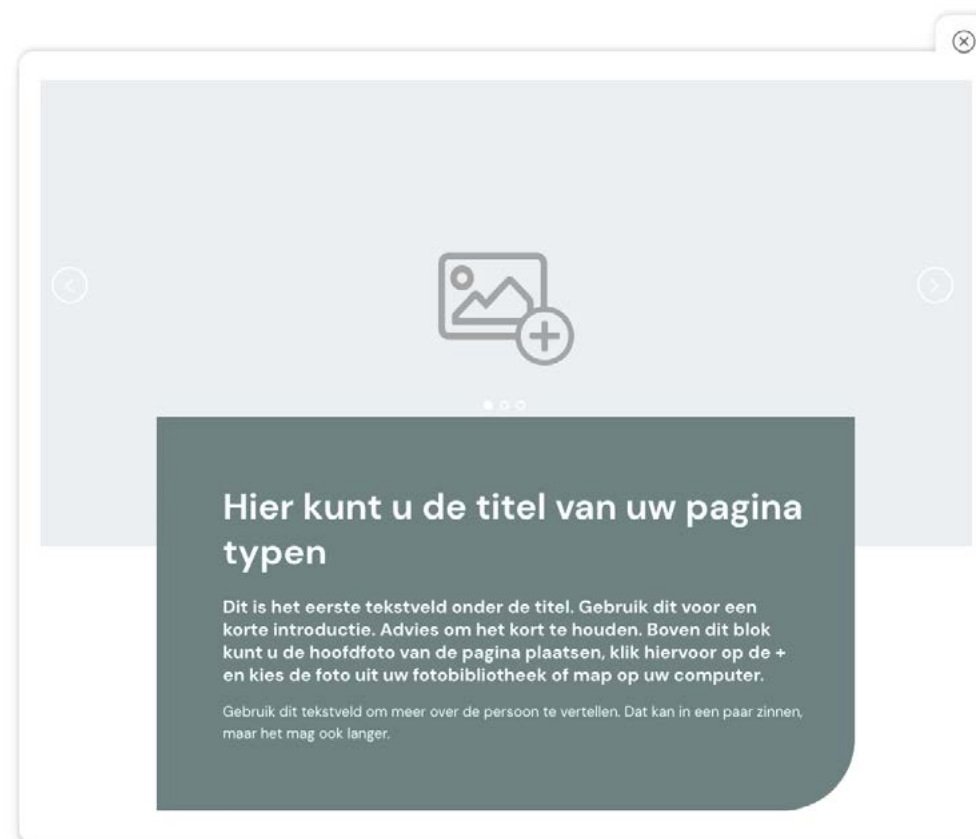 Hier kunt u de titel van uw pagina
typen
Dit is het eerste tekstveld onder de titel. Gebruik dit voor een
korte introductie. Advies om het kort te houden. Boven dit blok
kunt u de hoofdfoto van de pagina plaatsen, klik hiervoor op de +
en kies de foto uit uw fotobibliotheek of map op uw computer.
Gebruik dit tekstveld om meer over de persoon te vertellen. Dat kan in een paar zinnen,
maar het mag ook langer.